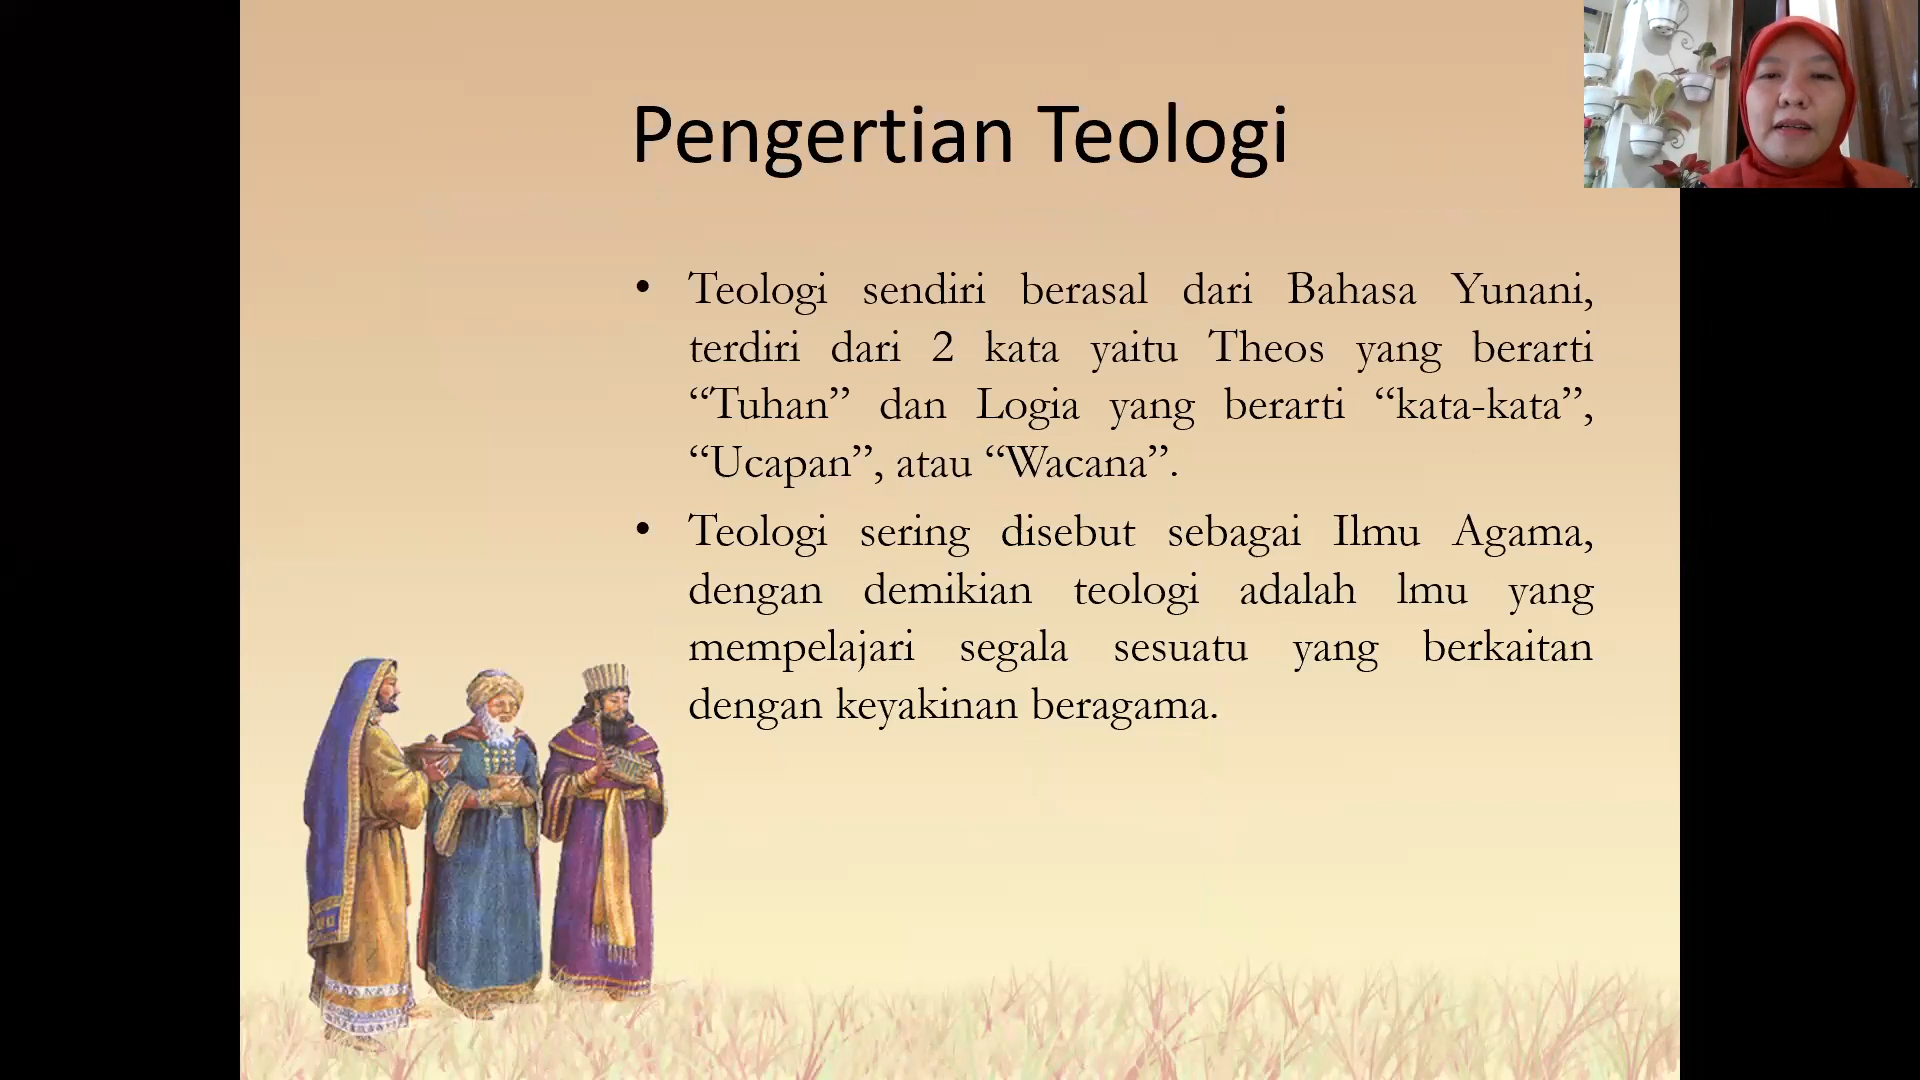 Pengertian Teologi
• Teologi sendiri berasal dari Bahasa Yunani,
terdiri dari 2 kata yaitu Theos yang berarti
“Tuhan” dan Logia yang berarti “kata-kata”,
“Ucapan”, atau “Wacana”.
• Teologi sering disebut sebagai Ilmu Agama,
dengan demikian teologi adalah lmu yang
mempelajari segala sesuatu yang berkaitan
dengan keyakinan beragama.